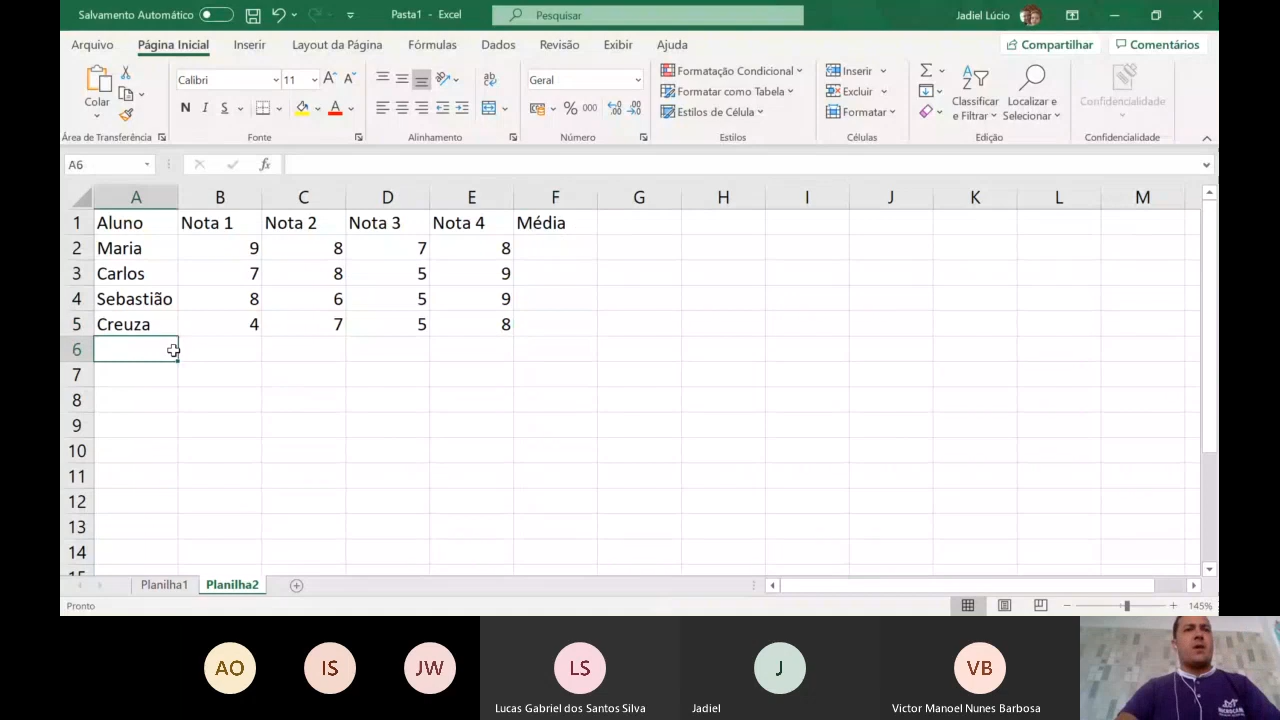 Salvamento Automático
Pasta1 - Excel
Pesquisar
Jadiel Lúcio
Arquivo Página Inicial Inserir Layout da Página Fórmulas Dados Revisão Exibir Ajuda Compartilhar Comentários
Colar
Calibri 11
N I S
Geral
% 000
Formatação Condicional
Formatar como Tabela
Estilos de Célula
Inserir
Excluir
Formatar
Classificar
e Filtrar
Localizar e
Selecionar
Confidencialidade
Área de Transferência Fonte Alinhamento Número Estilos Células Edição Confidencialidade
A6 fx
A B C D E F G H I J K L M
1 Aluno Nota 1 Nota 2 Nota 3 Nota 4 Média
2 Maria 9 8 7 8
3 Carlos 7 8 5 9
4 Sebastião 8 6 5 9
5 Creuza 4 7 5 8
6
7
8
9
10
11
12
13
14
15
Planilha1 Planilha2
Pronto 145%
AO IS JW LS J VB
Lucas Gabriel dos Santos Silva Jadiel Victor Manoel Nunes Barbosa